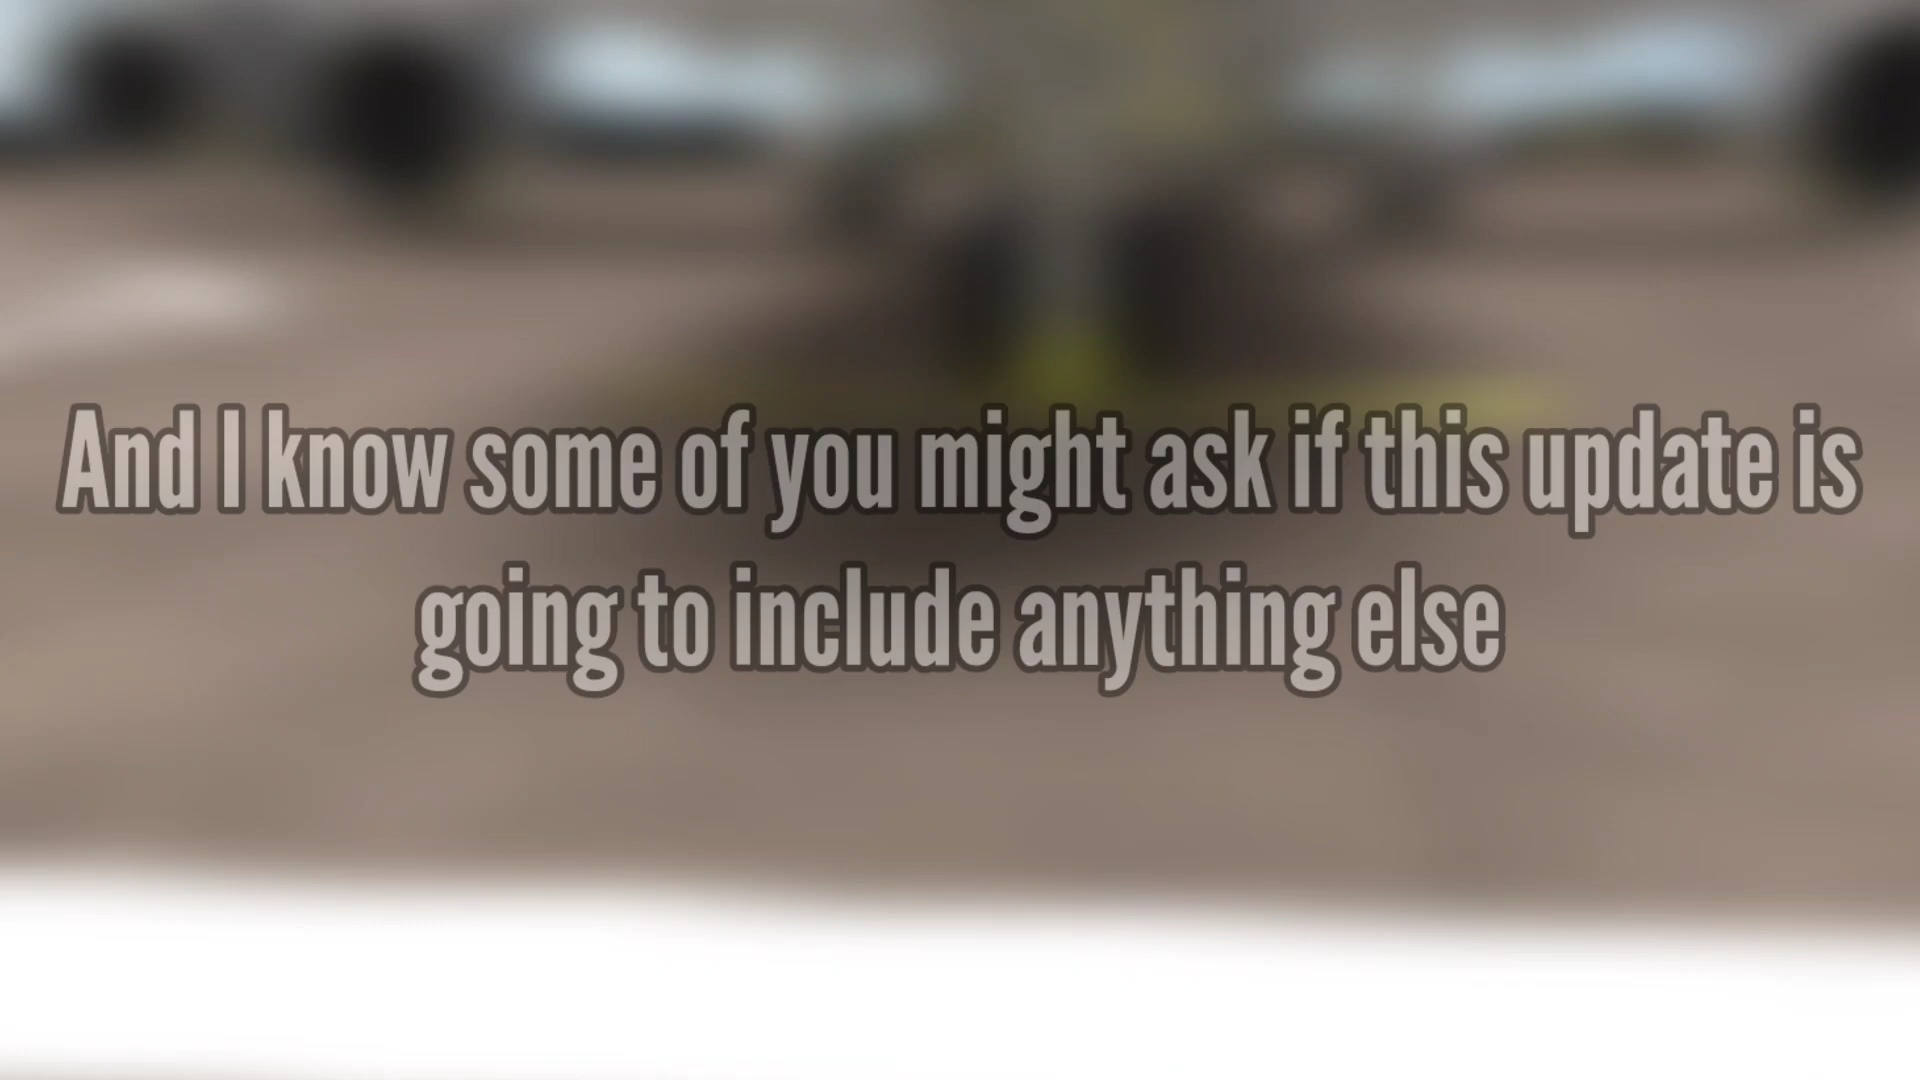 And I know some of you might ask if this update is
going to include anything else